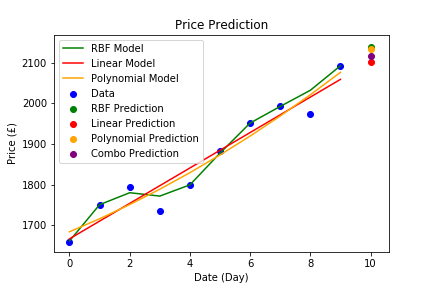 Price Prediction
RBF Model
Linear Model
Polynomial Model
Data
RBF Prediction
Linear Prediction
Polynomial Prediction
Combo Prediction
Price (£)
2100
2000
1900
1800
1700
0 2 4 6 8 10
Date (Day)